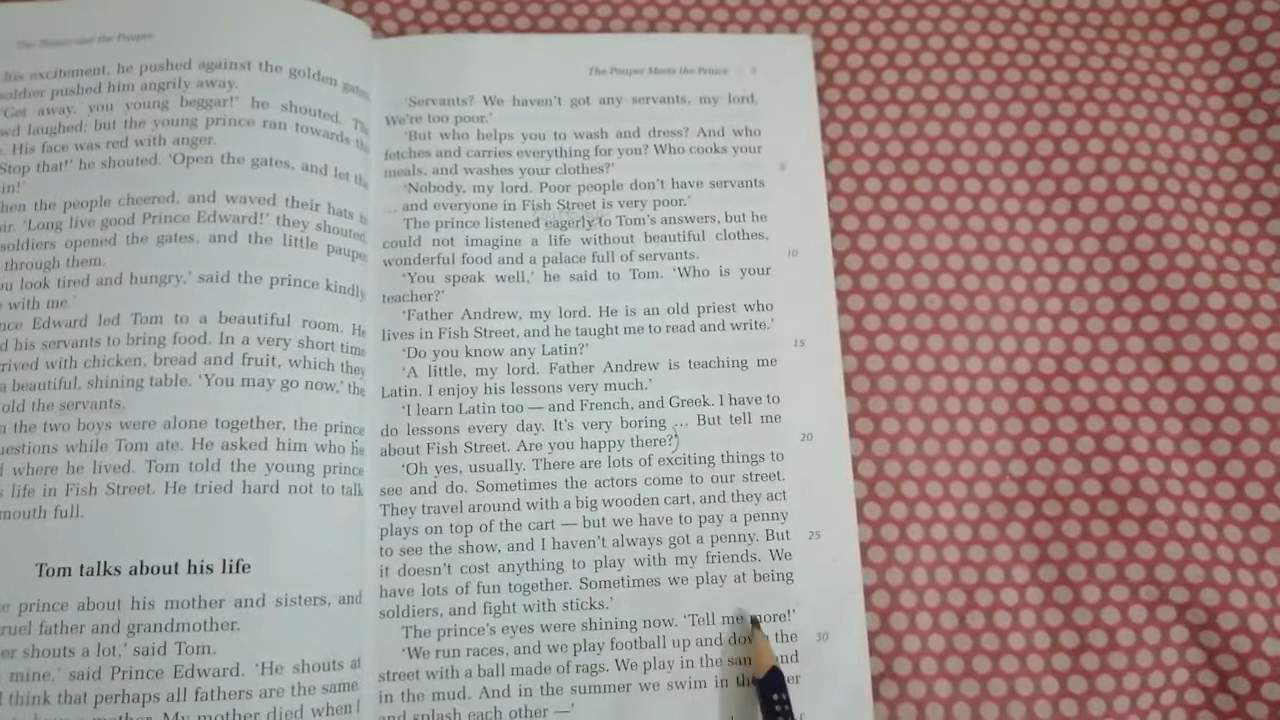 The Prince and the Pauper
his excitement, he pushed against the golden gates
soldier pushed him angrily away.
'Get away, you young beggar!' he shouted. The
wd laughed; but the young prince ran towards the
. His face was red with anger.
Stop that!' he shouted. 'Open the gates, and let the
in!'
hen the people cheered, and waved their hats
air. 'Long live good Prince Edward!' they shouted
soldiers opened the gates, and the little pauper
through them.
ou look tired and hungry,' said the prince kindly
with me.'
nce Edward led Tom to a beautiful room. He
d his servants to bring food. In a very short time
rived with chicken, bread and fruit, which they
a beautiful, shining table. 'You may go now,' the
old the servants.
n the two boys were alone together, the prince
uestions while Tom ate. He asked him who he
d where he lived. Tom told the young prince
s life in Fish Street. He tried hard not to talk
mouth full.
Tom talks about his life
e prince about his mother and sisters, and
ruel father and grandmother.
er shouts a lot,' said Tom.
mine,' said Prince Edward. 'He shouts at
I think that perhaps all fathers are the same.
a mother. My mother died when I
The Pauper Meets the Prince 9
'Servants? We haven't got any servants, my lord.
We're too poor.'
'But who helps you to wash and dress? And who
fetches and carries everything for you? Who cooks your
meals, and washes your clothes?'
'Nobody, my lord. Poor people don't have servants
... and everyone in Fish Street is very poor.'
The prince listened eagerly to Tom's answers, but he
could not imagine a life without beautiful clothes,
wonderful food and a palace full of servants.
10
'You speak well,' he said to Tom. 'Who is your
teacher?'
'Father Andrew, my lord. He is an old priest who
lives in Fish Street, and he taught me to read and write.'
'Do you know any Latin?'
15
'A little, my lord. Father Andrew is teaching me
Latin. I enjoy his lessons very much.'
'I learn Latin too — and French, and Greek. I have to
do lessons every day. It's very boring ... But tell me
about Fish Street. Are you happy there?'
20
'Oh yes, usually. There are lots of exciting things to
see and do. Sometimes the actors come to our street.
They travel around with a big wooden cart, and they act
plays on top of the cart — but we have to pay a penny
to see the show, and I haven't always got a penny. But
25
it doesn't cost anything to play with my friends. We
have lots of fun together. Sometimes we play at being
soldiers, and fight with sticks.'
The prince's eyes were shining now. 'Tell me more!'
'We run races, and we play football up and down the
30
street with a ball made of rags. We play in the sand
in the mud. And in the summer we swim in the
and splash each other —'